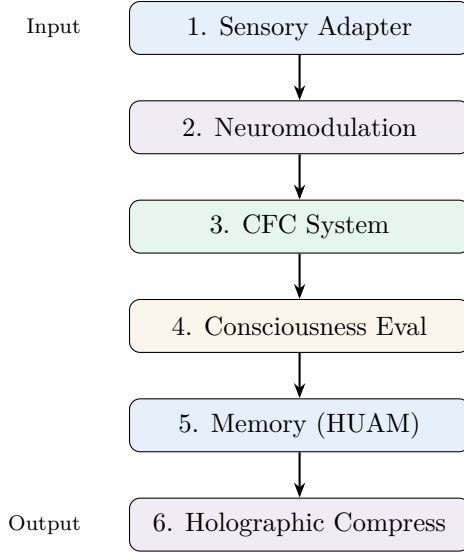 Input
1. Sensory Adapter
2. Neuromodulation
3. CFC System
4. Consciousness Eval
5. Memory (HUAM)
Output
6. Holographic Compress